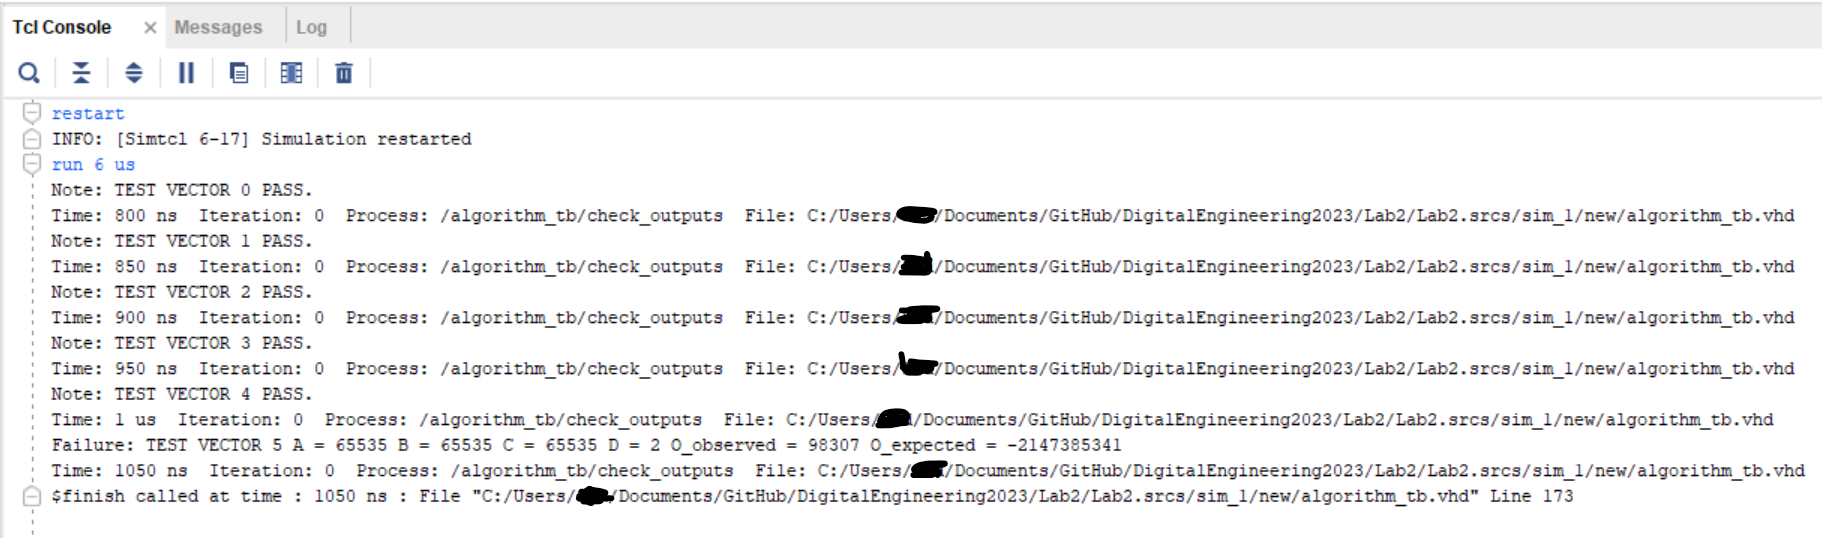 Tcl Console × Messages Log
restart
INFO: [Simtcl 6-17] Simulation restarted
run 6 us
Note: TEST VECTOR 0 PASS.
Time: 800 ns  Iteration: 0  Process: /algorithm_tb/check_outputs  File: C:/Users/ /Documents/GitHub/DigitalEngineering2023/Lab2/Lab2.srcs/sim_1/new/algorithm_tb.vhd
Note: TEST VECTOR 1 PASS.
Time: 850 ns  Iteration: 0  Process: /algorithm_tb/check_outputs  File: C:/Users/ /Documents/GitHub/DigitalEngineering2023/Lab2/Lab2.srcs/sim_1/new/algorithm_tb.vhd
Note: TEST VECTOR 2 PASS.
Time: 900 ns  Iteration: 0  Process: /algorithm_tb/check_outputs  File: C:/Users/ /Documents/GitHub/DigitalEngineering2023/Lab2/Lab2.srcs/sim_1/new/algorithm_tb.vhd
Note: TEST VECTOR 3 PASS.
Time: 950 ns  Iteration: 0  Process: /algorithm_tb/check_outputs  File: C:/Users/ /Documents/GitHub/DigitalEngineering2023/Lab2/Lab2.srcs/sim_1/new/algorithm_tb.vhd
Note: TEST VECTOR 4 PASS.
Time: 1 us  Iteration: 0  Process: /algorithm_tb/check_outputs  File: C:/Users/ /Documents/GitHub/DigitalEngineering2023/Lab2/Lab2.srcs/sim_1/new/algorithm_tb.vhd
Failure: TEST VECTOR 5 A = 65535 B = 65535 C = 65535 D = 2 O_observed = 98307 O_expected = -2147385341
Time: 1050 ns  Iteration: 0  Process: /algorithm_tb/check_outputs  File: C:/Users/ /Documents/GitHub/DigitalEngineering2023/Lab2/Lab2.srcs/sim_1/new/algorithm_tb.vhd
$finish called at time : 1050 ns : File "C:/Users/ /Documents/GitHub/DigitalEngineering2023/Lab2/Lab2.srcs/sim_1/new/algorithm_tb.vhd" Line 173